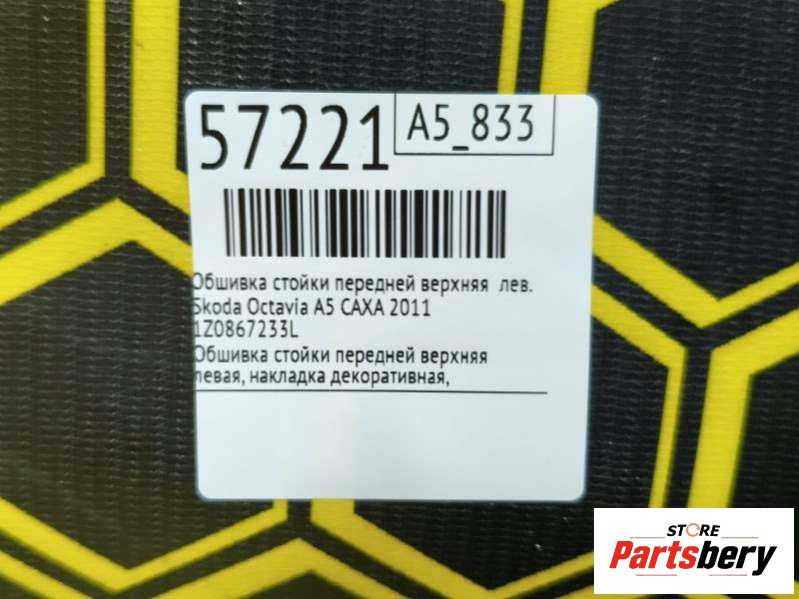 57221
A5_833
Обшивка стойки передней верхняя лев.
Skoda Octavia A5 CAXA 2011
1Z0867233L
Обшивка стойки передней верхняя
левая, накладка декоративная,
STORE
Partsbery